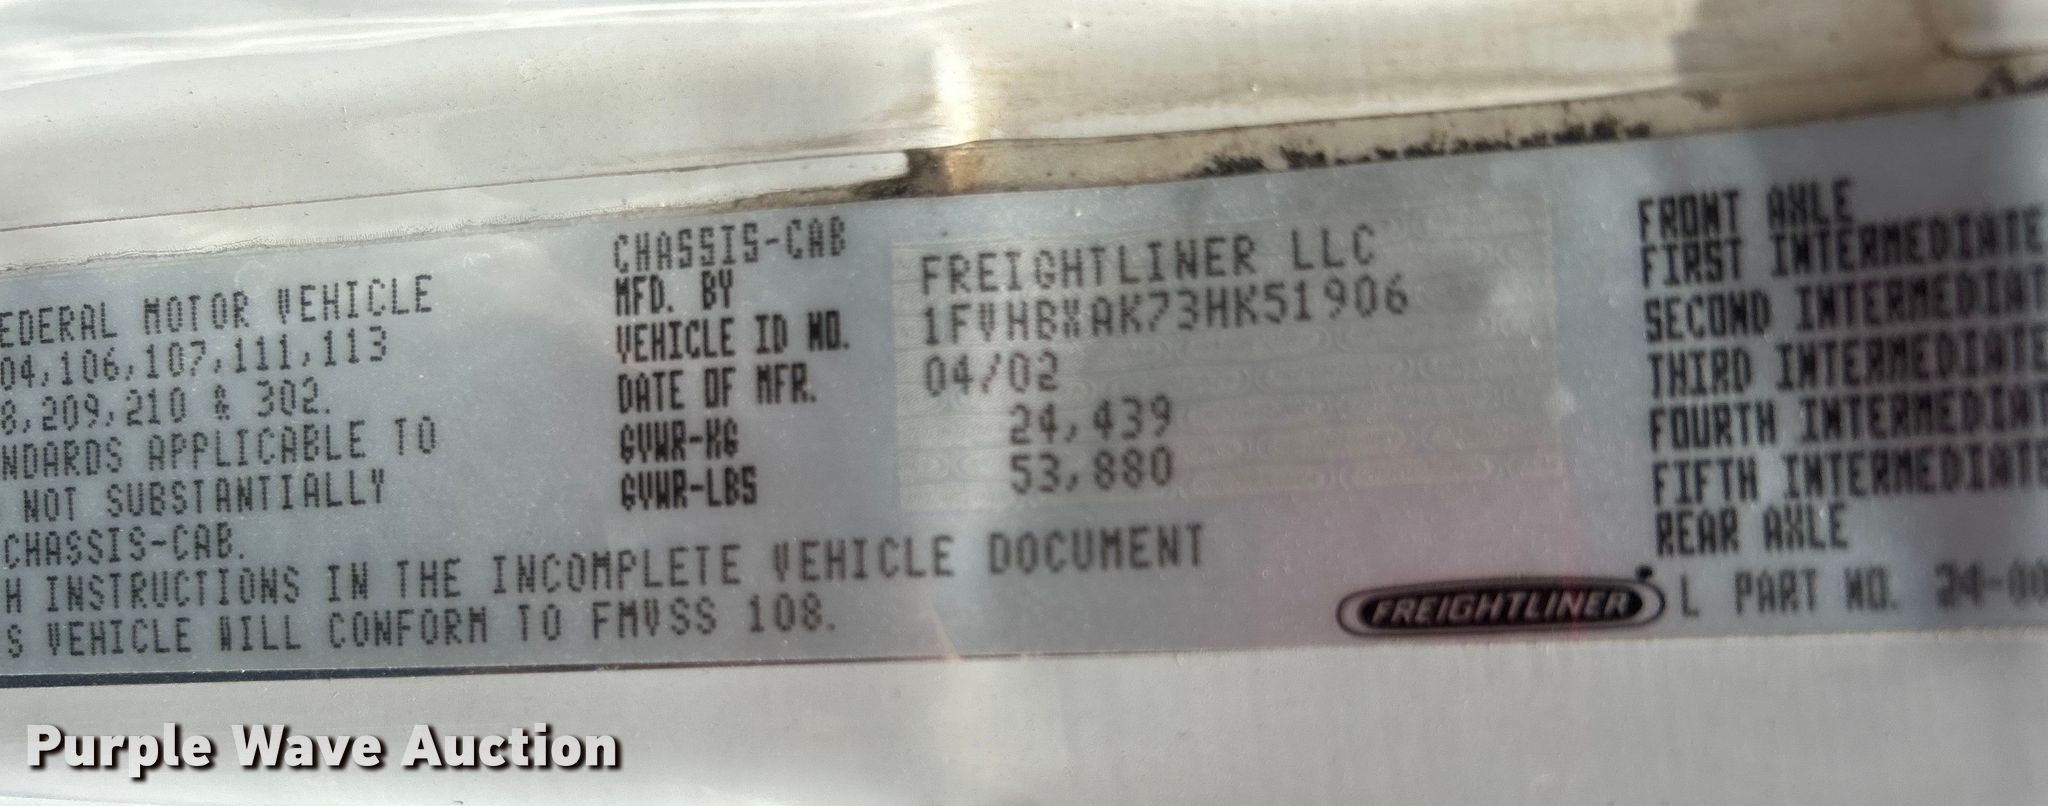 EDERAL MOTOR VEHICLE
04,106,107,111,113
8,209,210 & 302.
NDARDS APPLICABLE TO
NOT SUBSTANTIALLY
CHASSIS-CAB.
H INSTRUCTIONS IN THE INCOMPLETE VEHICLE DOCUMENT
S VEHICLE WILL CONFORM TO FMVSS 108.
CHASSIS-CAB
MFD. BY FREIGHTLINER LLC
VEHICLE ID NO. 1FVHBXAK73HK51906
DATE OF MFR. 04/02
GVWR-KG 24,439
GVWR-LBS 53,880
FRONT AXLE
FIRST INTERMEDIATE
SECOND INTERMEDIAT
THIRD INTERMEDIATE
FOURTH INTERMEDIAT
FIFTH INTERMEDIATE
REAR AXLE
FREIGHTLINER
L PART NO. 24-00
Purple Wave Auction